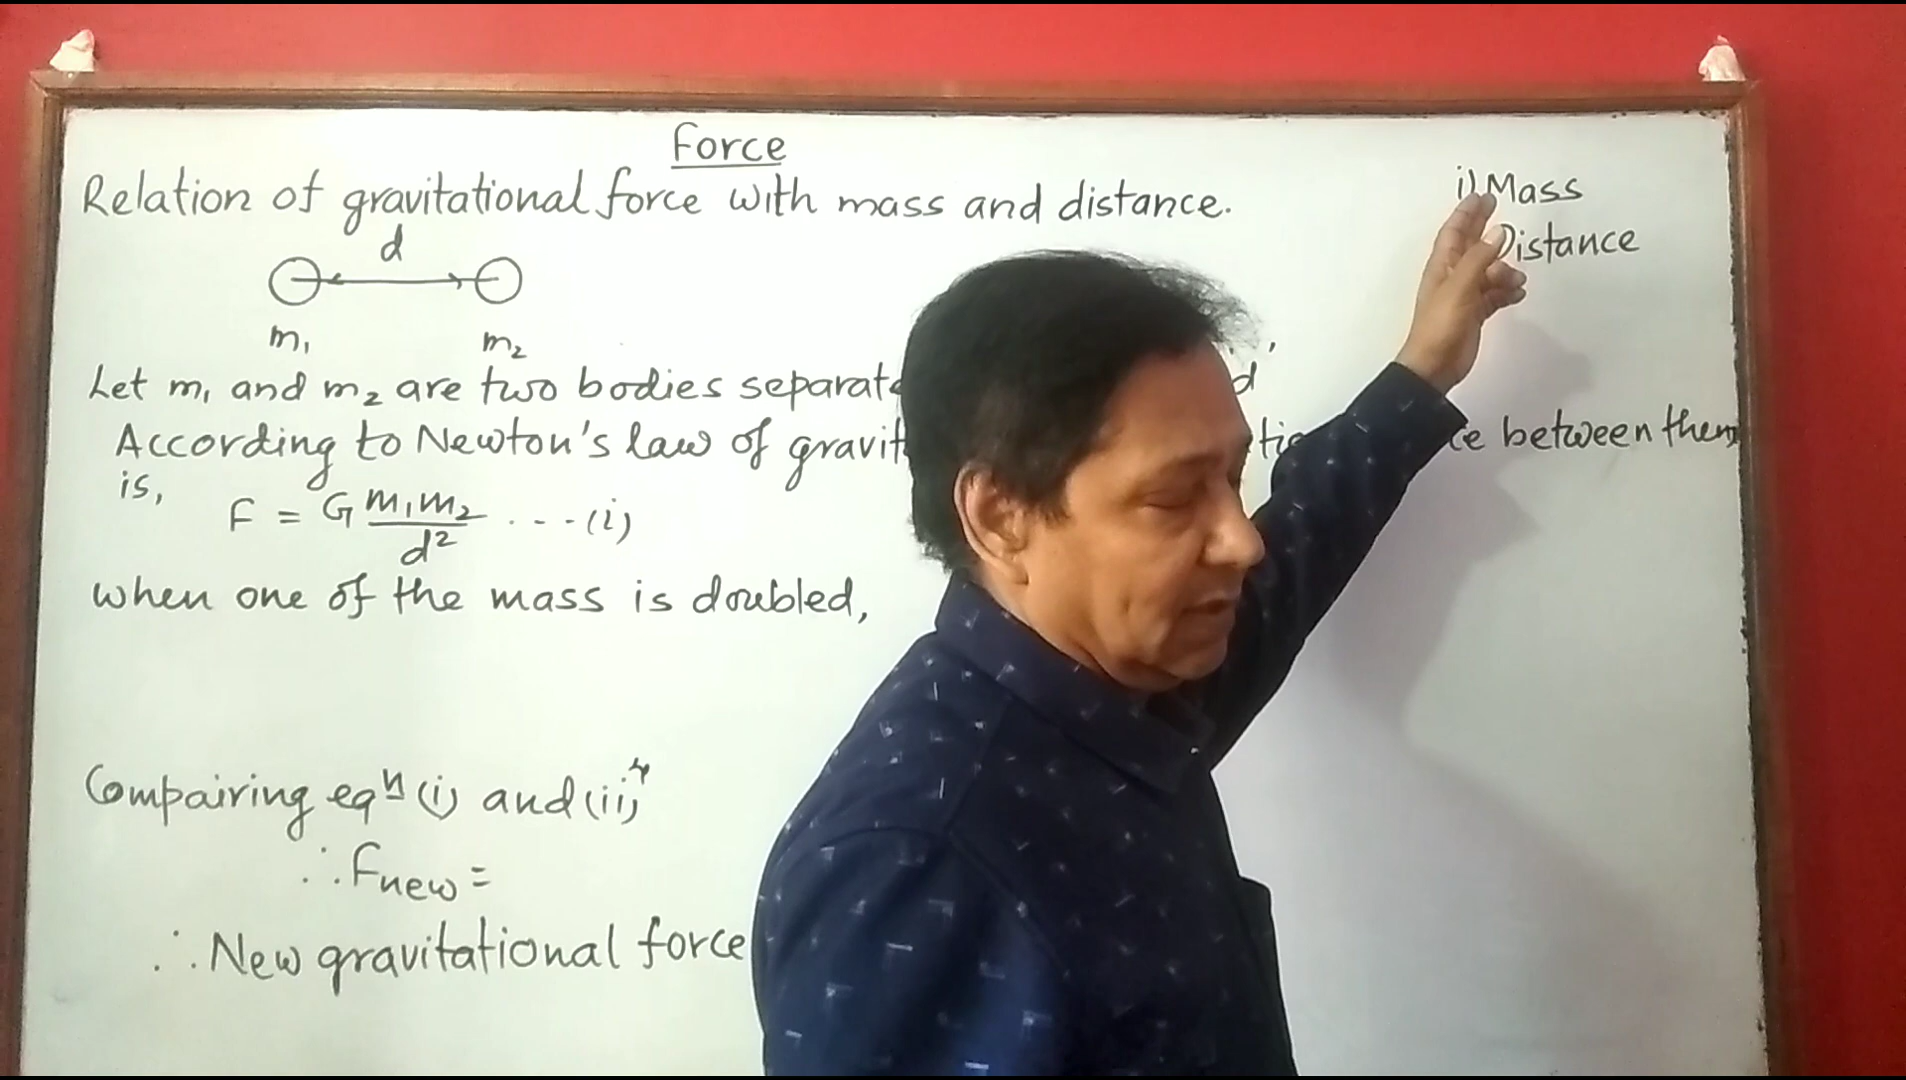 Force
Relation of gravitational force with mass and distance.
i) Mass
Distance
d
m₁ m₂
Let m₁ and m₂ are two bodies separate d
According to Newton's law of gravit between them
is,
F = G m₁m₂/d² ---(i)
when one of the mass is doubled,
Compairing eqⁿ (i) and (ii),
∴ Fnew =
∴ New gravitational force